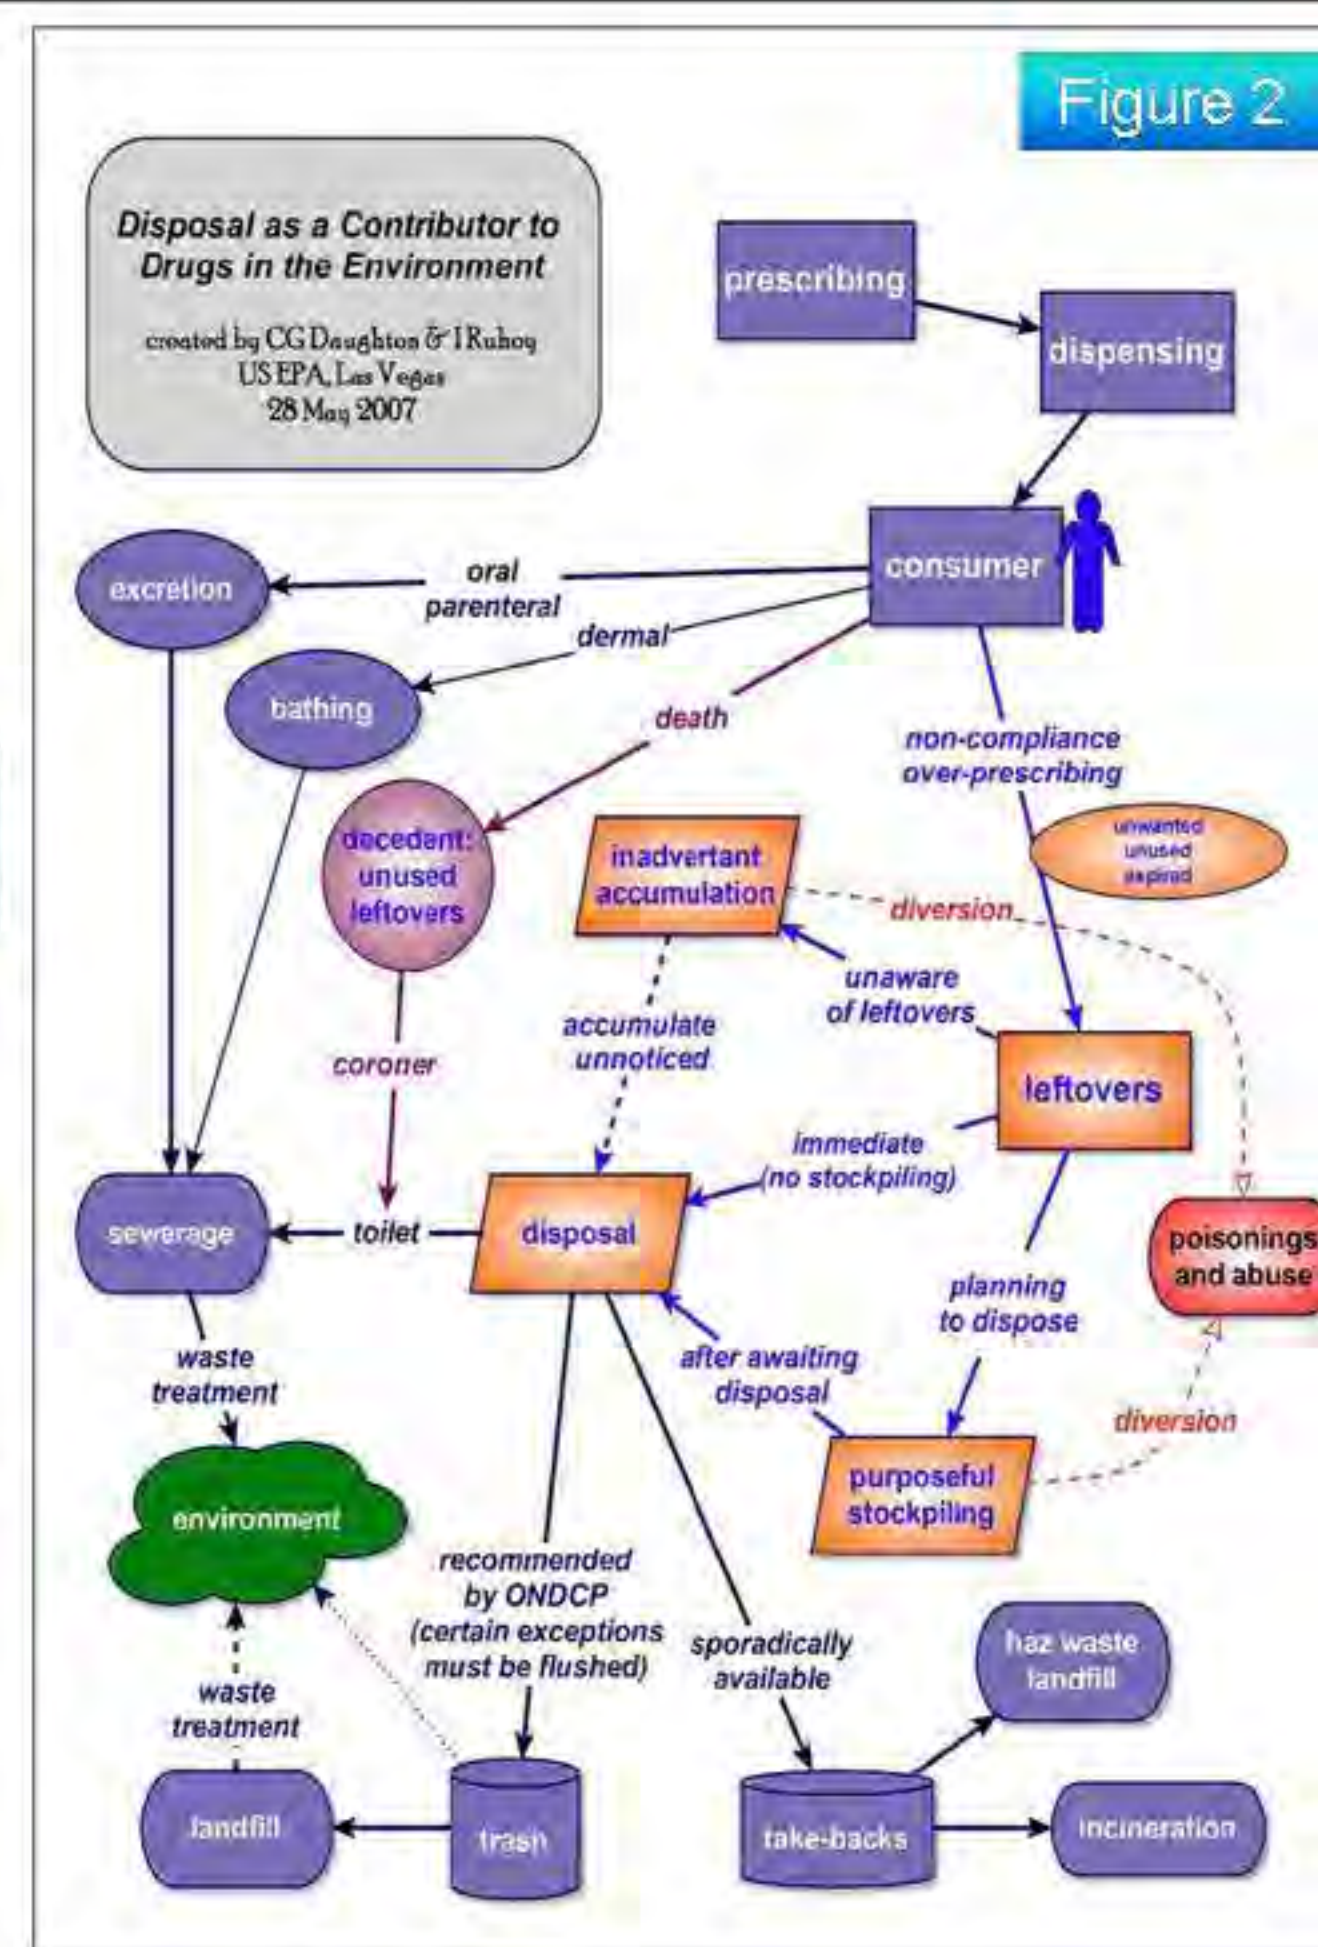 Figure 2
Disposal as a Contributor to
Drugs in the Environment
created by CG Daughton & I Ruhoy
US EPA, Las Vegas
28 May 2007
prescribing
dispensing
consumer
excretion
oral
parenteral
dermal
bathing
death
non-compliance
over-prescribing
unwanted
unused
expired
decedent:
unused
leftovers
inadvertant
accumulation
diversion
unaware
of leftovers
accumulate
unnoticed
coroner
leftovers
immediate
(no stockpiling)
sewerage
toilet
disposal
poisonings
and abuse
planning
to dispose
waste
treatment
after awaiting
disposal
diversion
purposeful
stockpiling
environment
recommended
by ONDCP
(certain exceptions
must be flushed)
sporadically
available
haz waste
landfill
waste
treatment
landfill
trash
take-backs
incineration